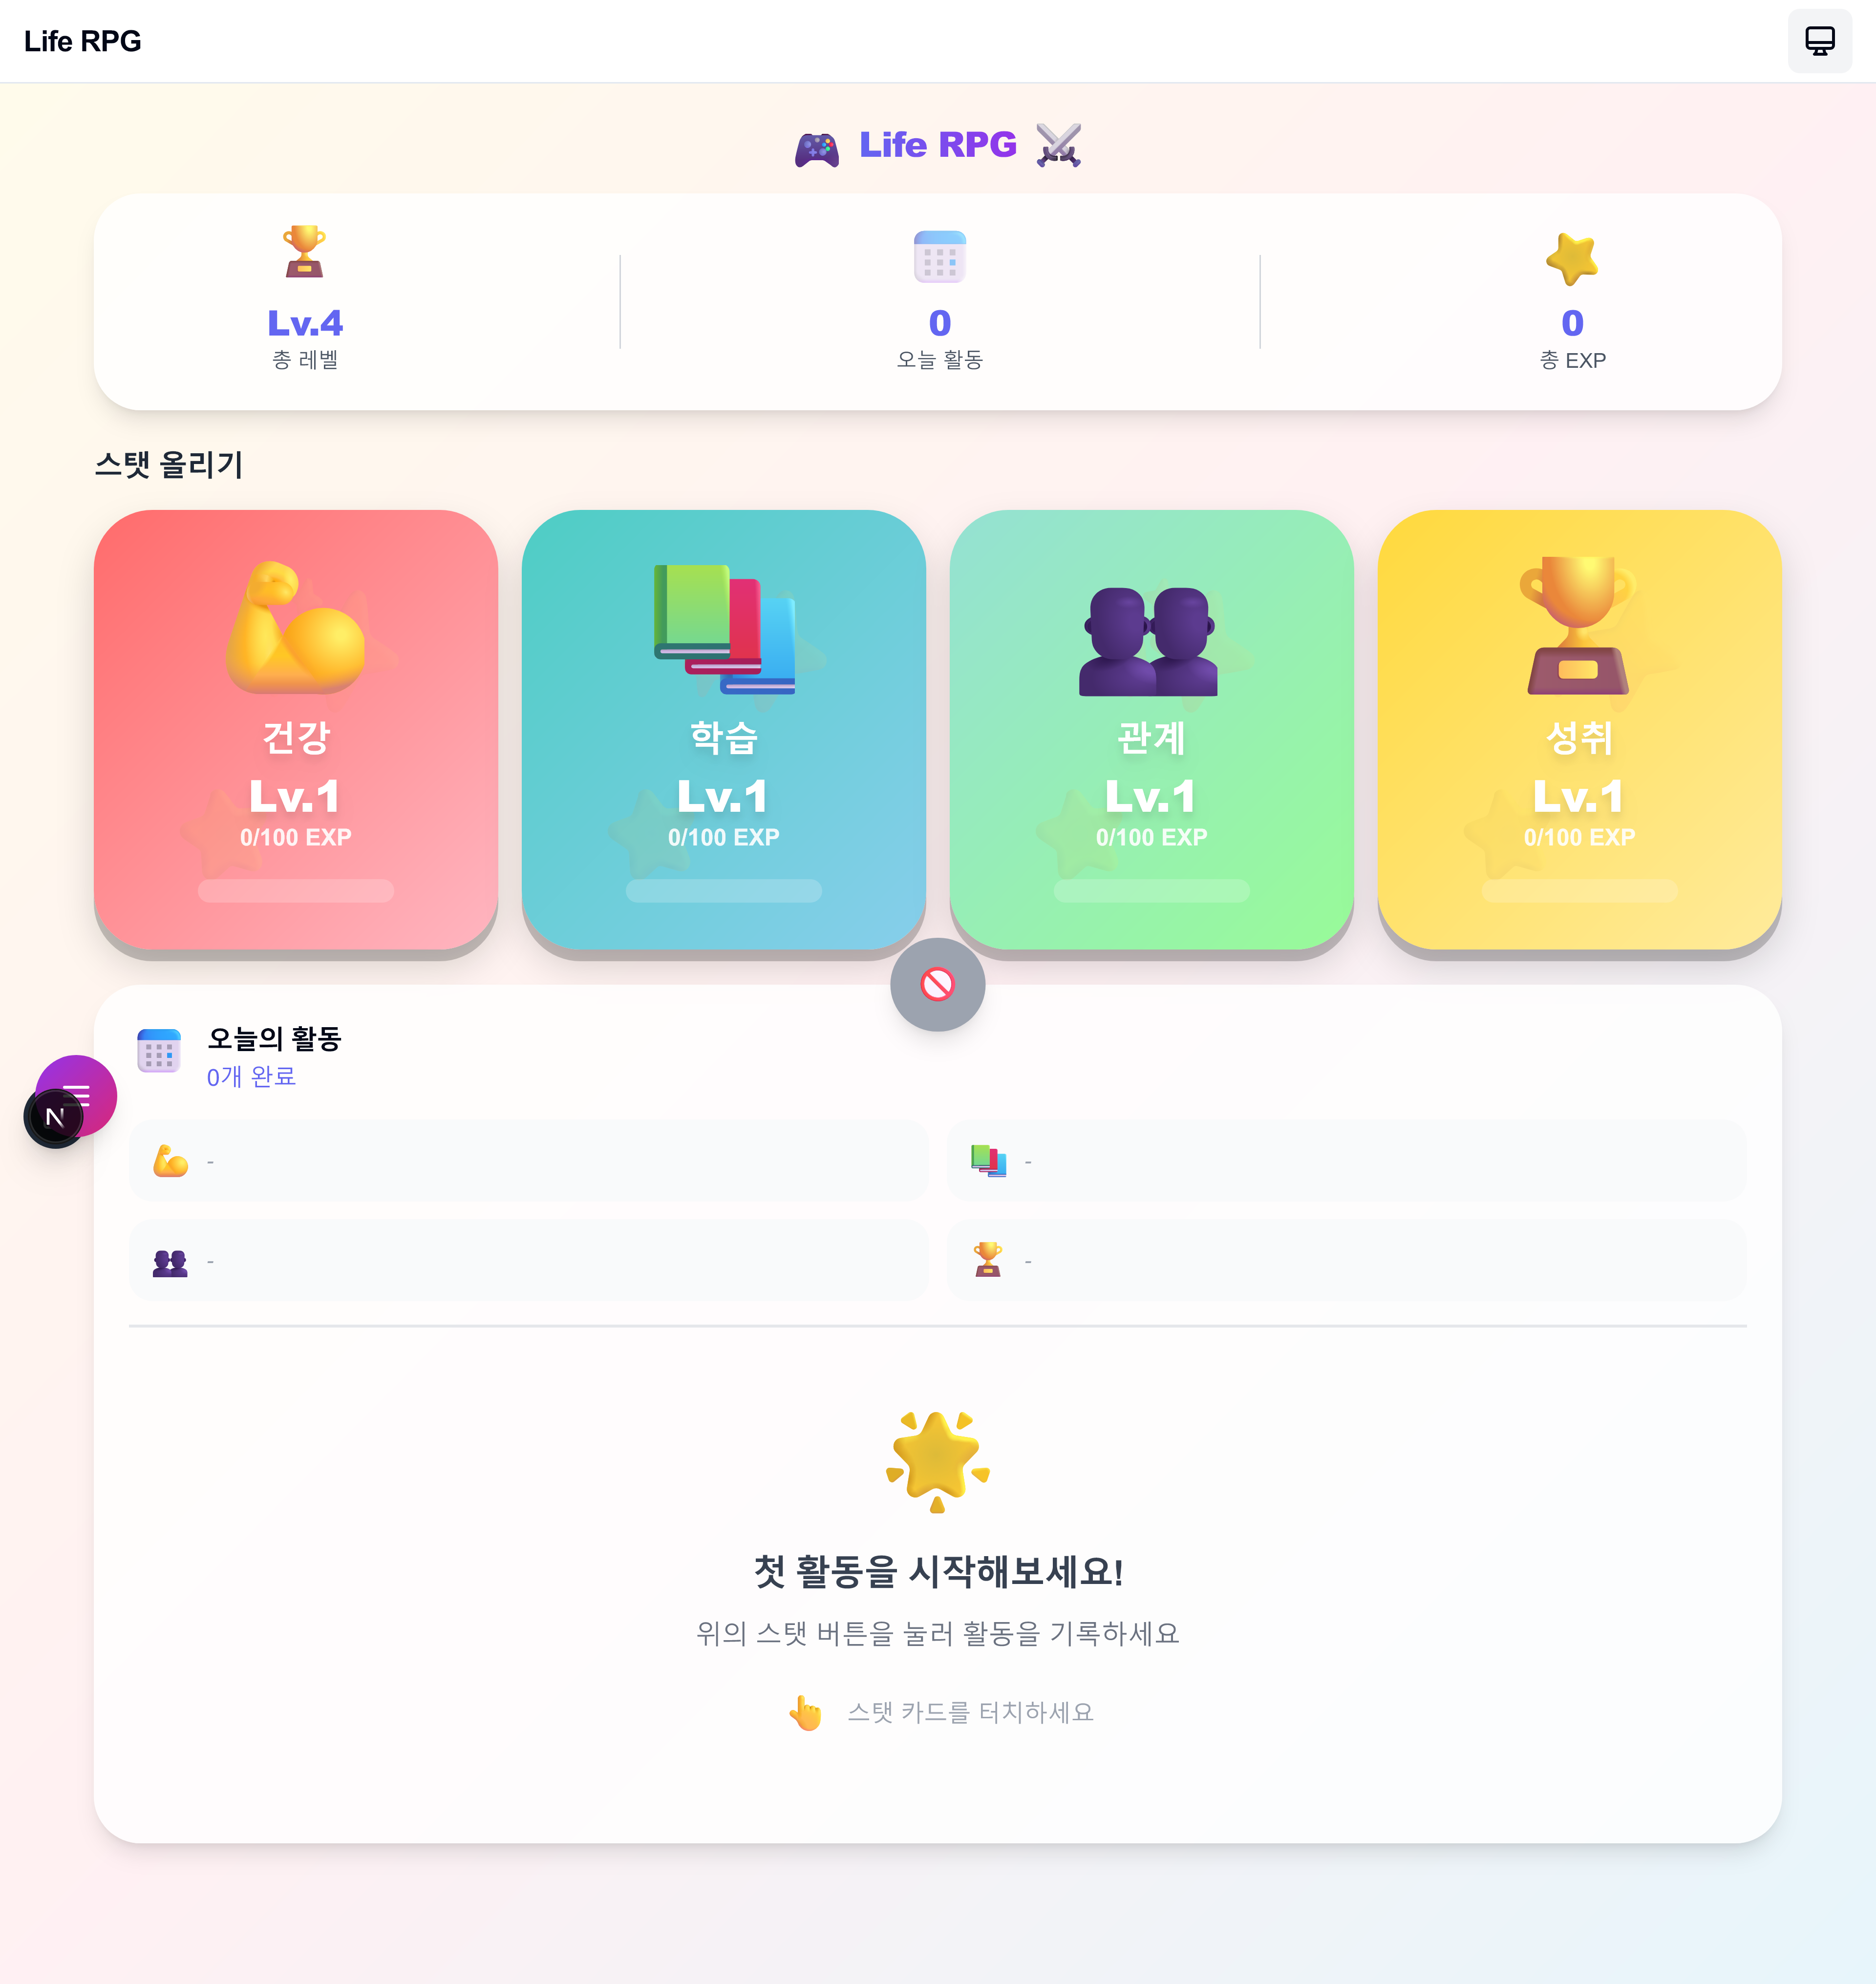 Life RPG
Life RPG
Lv.4
총 레벨
0
오늘 활동
0
총 EXP
스탯 올리기
건강
Lv.1
0/100 EXP
학습
Lv.1
0/100 EXP
관계
Lv.1
0/100 EXP
성취
Lv.1
0/100 EXP
오늘의 활동
0개 완료
N
-
-
-
-
첫 활동을 시작해보세요!
위의 스탯 버튼을 눌러 활동을 기록하세요
스탯 카드를 터치하세요